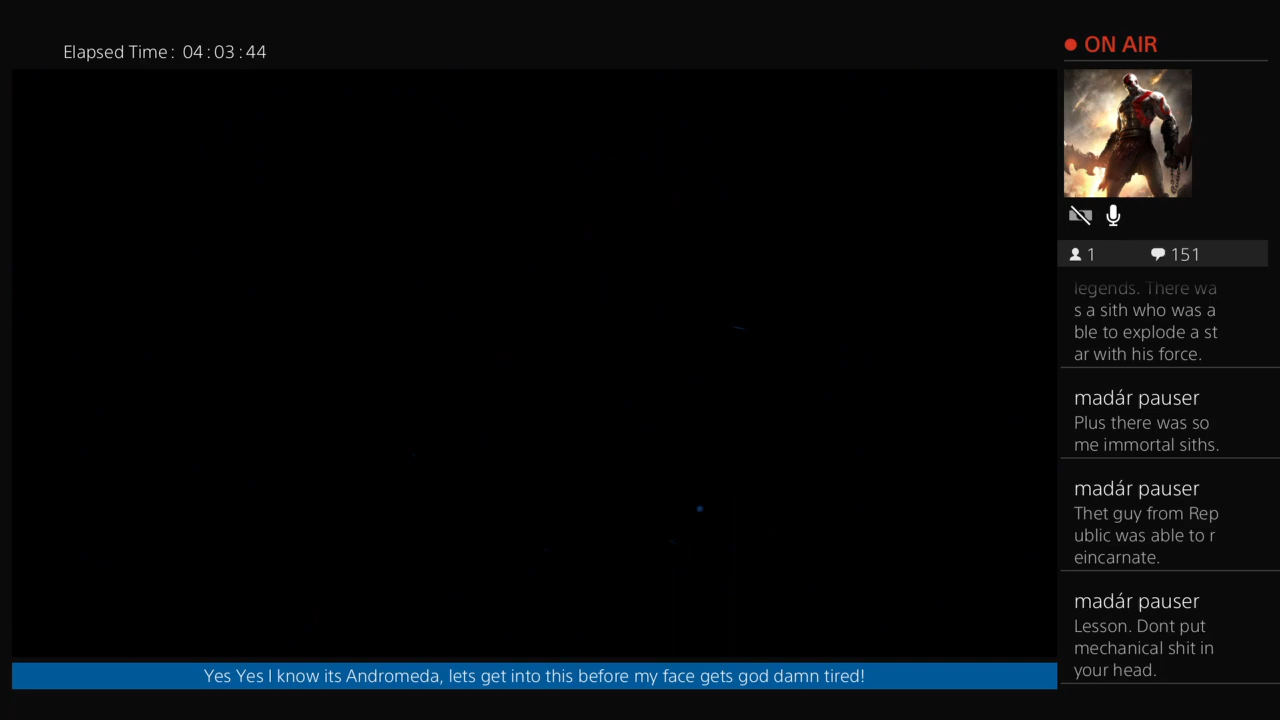 Elapsed Time: 04:03:44
ON AIR
1 151
legends. There wa
s a sith who was a
ble to explode a st
ar with his force.
madár pauser
Plus there was so
me immortal siths.
madár pauser
Thet guy from Rep
ublic was able to r
eincarnate.
madár pauser
Lesson. Dont put
mechanical shit in
your head.
Yes Yes I know its Andromeda, lets get into this before my face gets god damn tired!